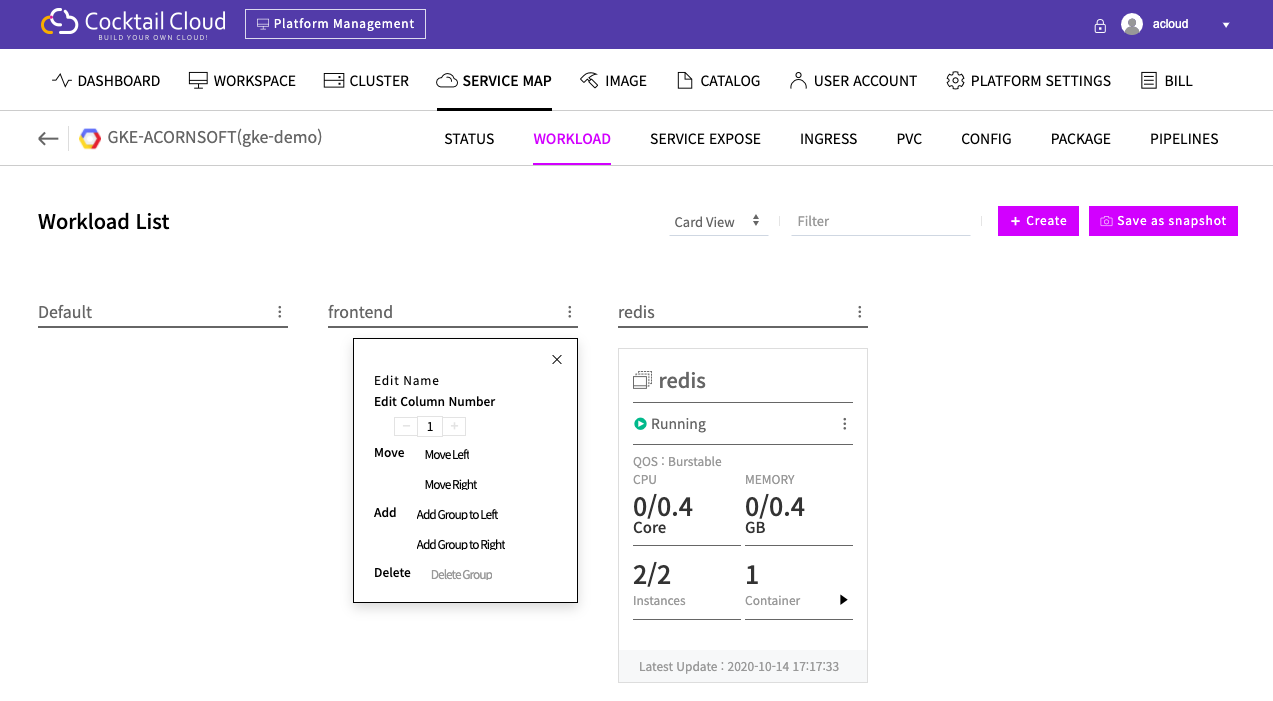 Cocktail Cloud
BUILD YOUR OWN CLOUD!
Platform Management
acloud
DASHBOARD WORKSPACE CLUSTER SERVICE MAP IMAGE CATALOG USER ACCOUNT PLATFORM SETTINGS BILL
GKE-ACORNSOFT(gke-demo)
STATUS WORKLOAD SERVICE EXPOSE INGRESS PVC CONFIG PACKAGE PIPELINES
Workload List
Card View
Filter
+ Create
Save as snapshot
Default
frontend
Edit Name
Edit Column Number
− 1 +
Move Move Left
Move Right
Add Add Group to Left
Add Group to Right
Delete Delete Group
redis
redis
Running
QOS : Burstable
CPU MEMORY
0/0.4 0/0.4
Core GB
2/2 1
Instances Container
Latest Update : 2020-10-14 17:17:33